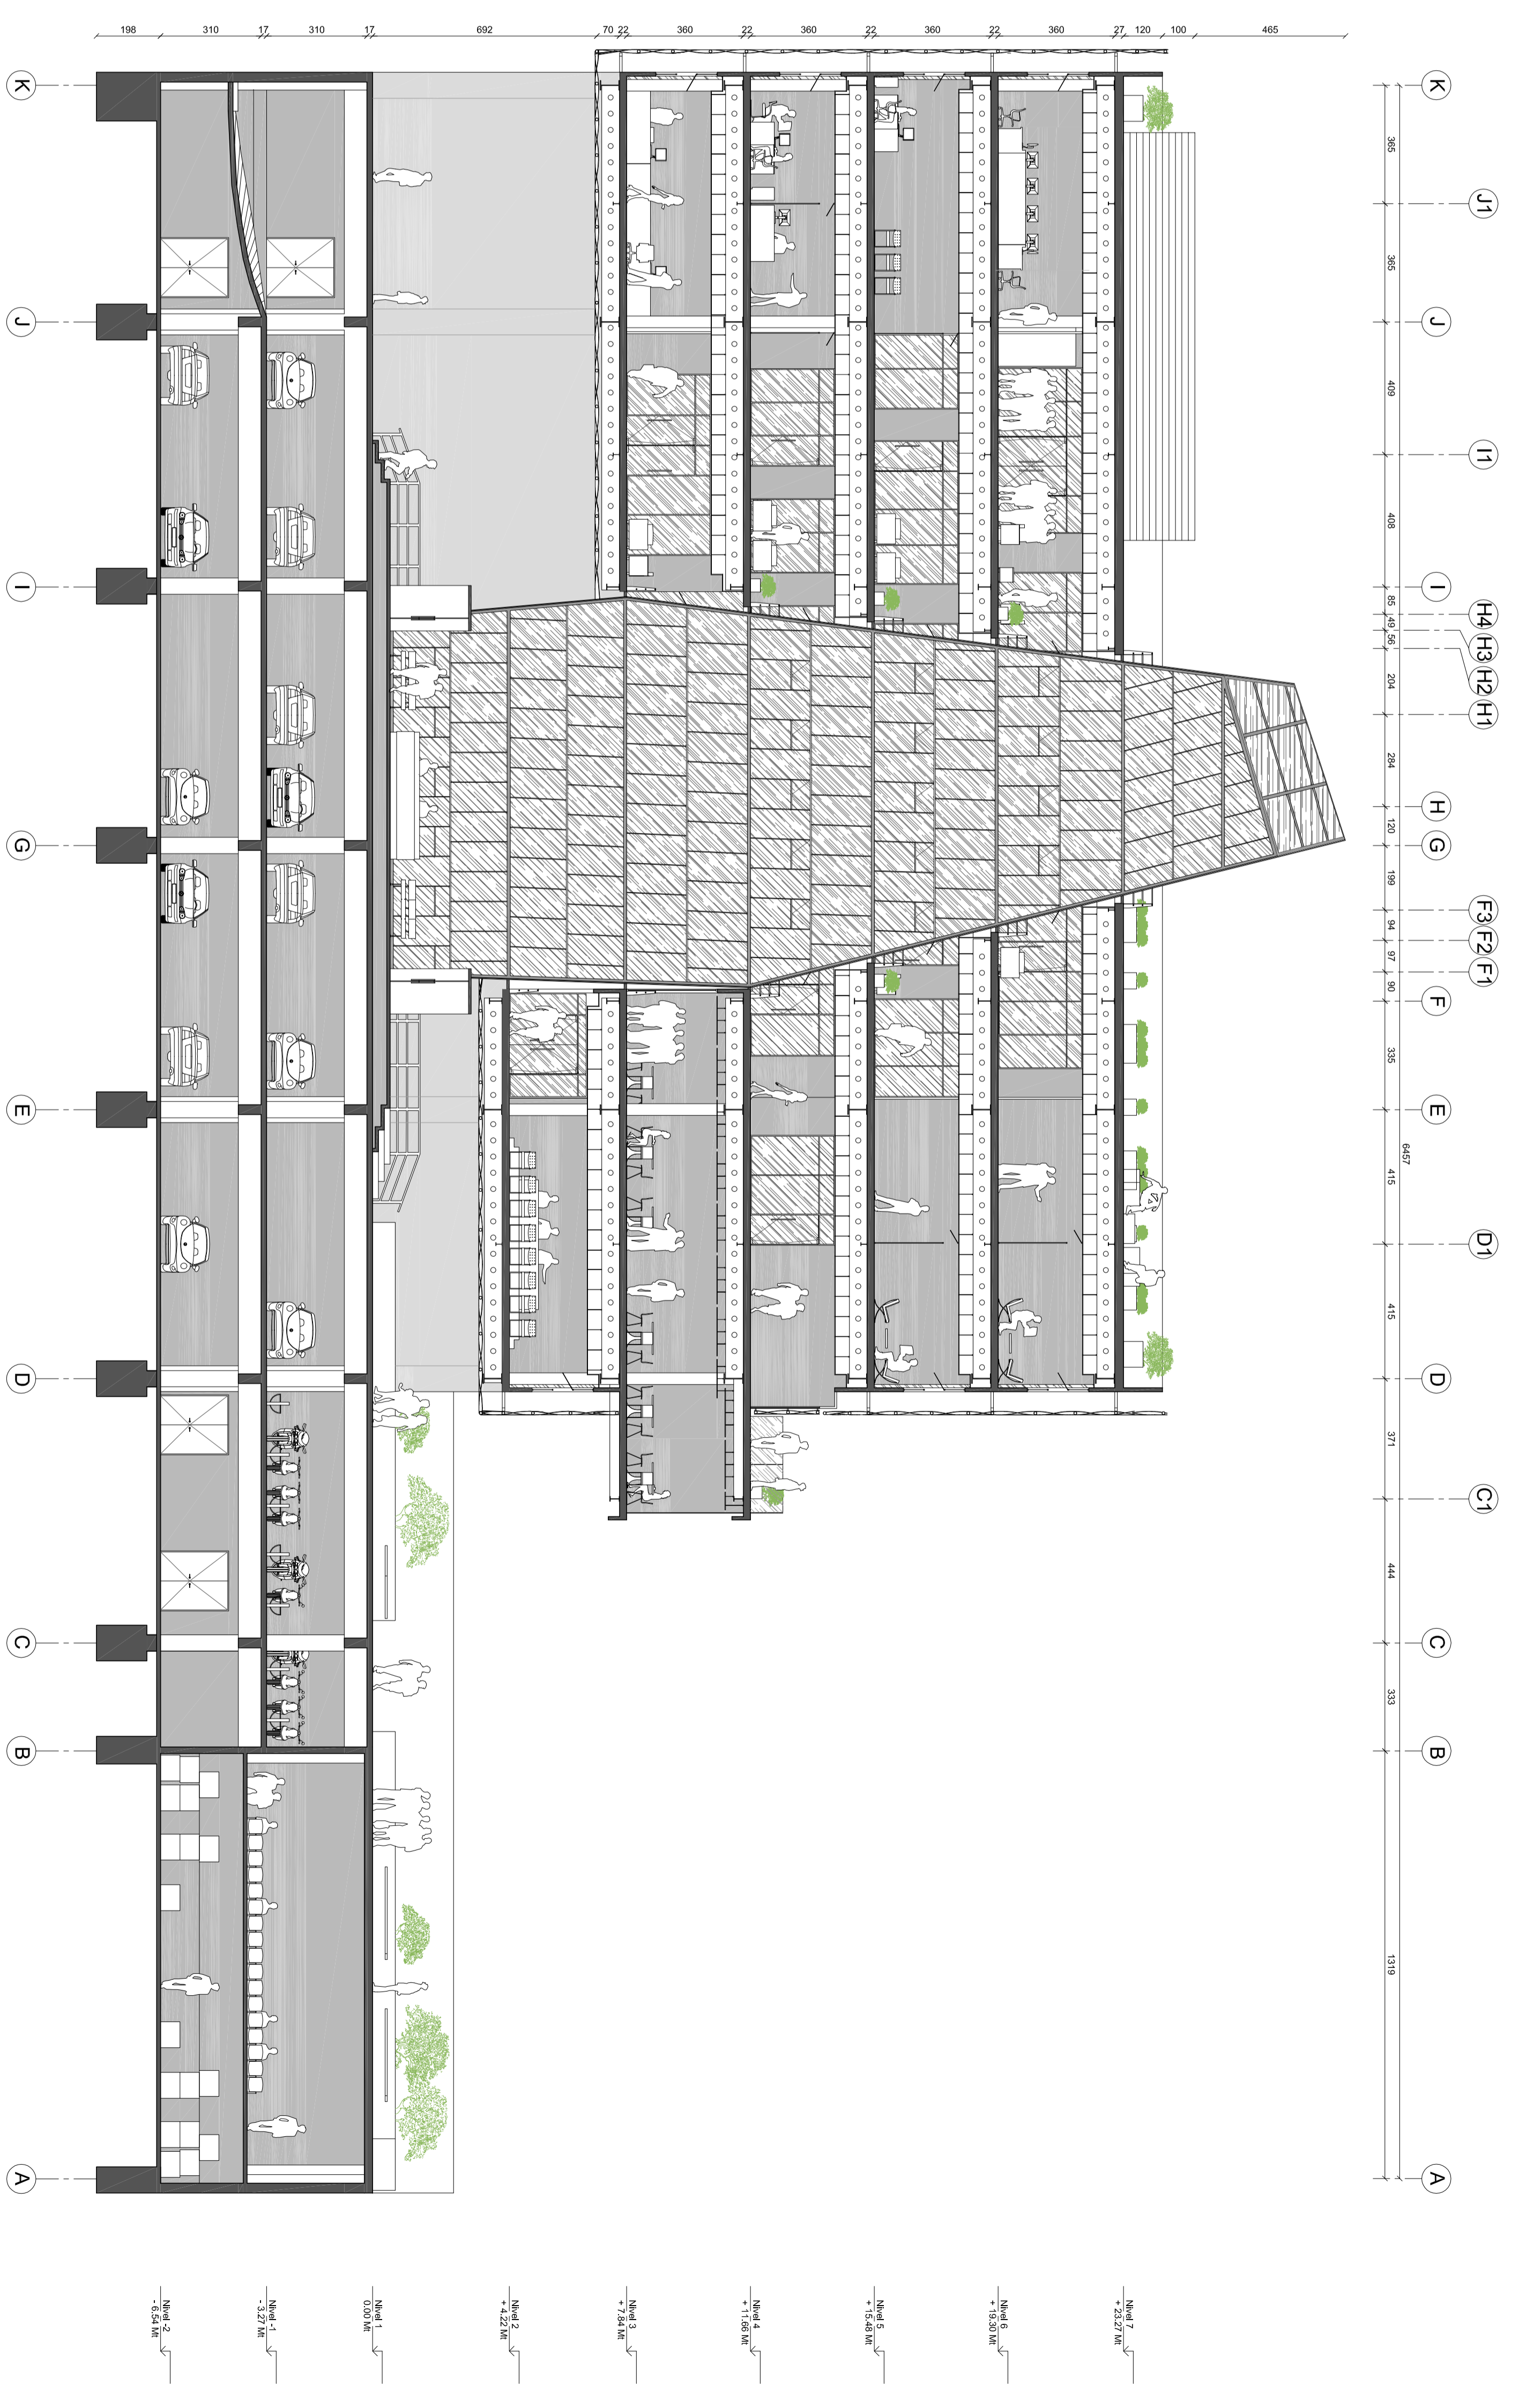 198
310
17
310
17
692
70
22
360
22
360
22
360
22
360
27
120
100
465
K
J1
J
I1
I
H4
H3
H2
H1
H
G
F3
F2
F1
F
E
D1
D
C1
C
B
A
365
365
409
408
85
49
56
204
284
120
199
94
97
90
335
415
415
371
444
333
1319
6457
K
J
I
G
E
D
C
B
A
Nivel 7
+ 23.27 Mt
Nivel 6
+ 19.30 Mt
Nivel 5
+ 15.48 Mt
Nivel 4
+ 11.66 Mt
Nivel 3
+ 7.84 Mt
Nivel 2
+ 4.22 Mt
Nivel 1
0.00 Mt
Nivel -1
- 3.27 Mt
Nivel -2
- 6.54 Mt